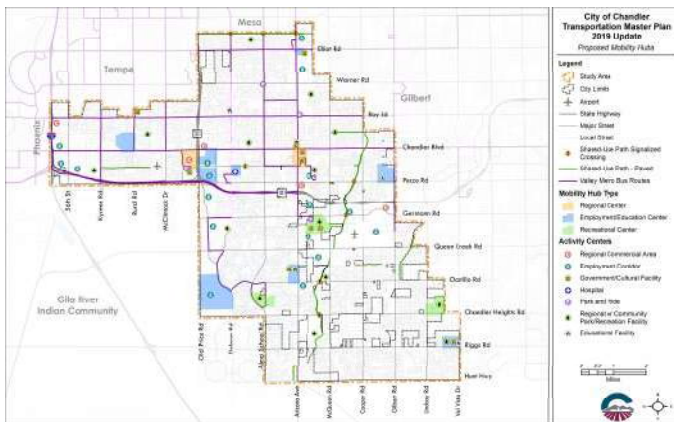 City of Chandler
Transportation Master Plan
2019 Update
Proposed Mobility Hubs
Legend
Study Area
City Limits
Airport
State Highway
Major Street
Local Street
Shared-Use Path Signalized
Crossing
Shared-Use Path - Paved
Valley Metro Bus Routes
Mobility Hub Type
Regional Center
Employment/Education Center
Recreational Center
Activity Centers
Regional Commercial Area
Employment Corridor
Government/Cultural Facility
Hospital
Park and Ride
Regional or Community
Park/Recreation Facility
Educational Facility
Miles
Mesa
Tempe
Gilbert
Phoenix
Gila River
Indian Community
Elliot Rd
Warner Rd
Ray Rd
Chandler Blvd
Pecos Rd
Germann Rd
Queen Creek Rd
Ocotillo Rd
Chandler Heights Rd
Riggs Rd
Hunt Hwy
56th St
Kyrene Rd
Rural Rd
McClintock Dr
Old Price Rd
Dobson Rd
Alma School Rd
Arizona Ave
McQueen Rd
Cooper Rd
Gilbert Rd
Lindsay Rd
Val Vista Dr